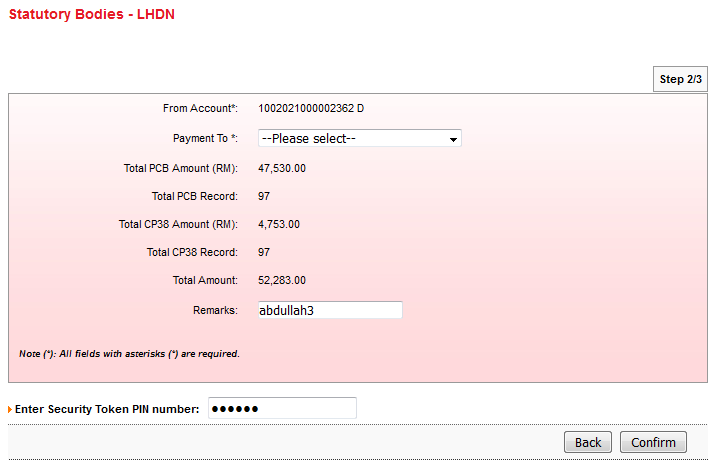 Statutory Bodies - LHDN
Step 2/3
From Account*: 1002021000002362 D
Payment To *: --Please select--
Total PCB Amount (RM): 47,530.00
Total PCB Record: 97
Total CP38 Amount (RM): 4,753.00
Total CP38 Record: 97
Total Amount: 52,283.00
Remarks: abdullah3
Note (*): All fields with asterisks (*) are required.
Enter Security Token PIN number: ●●●●●●
Back Confirm